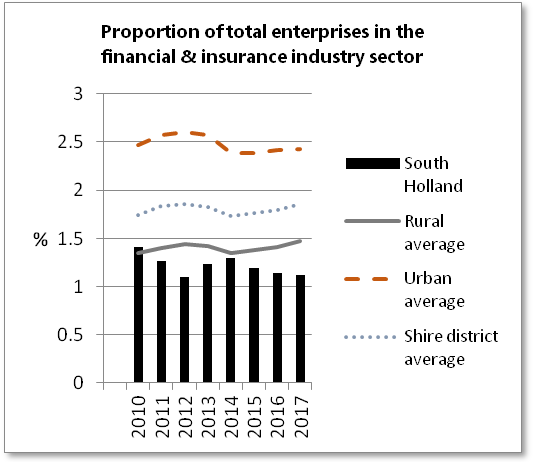 Proportion of total enterprises in the
financial & insurance industry sector
3
2.5
2
1.5
1
0.5
0
%
2010
2011
2012
2013
2014
2015
2016
2017
South
Holland
Rural
average
Urban
average
Shire district
average